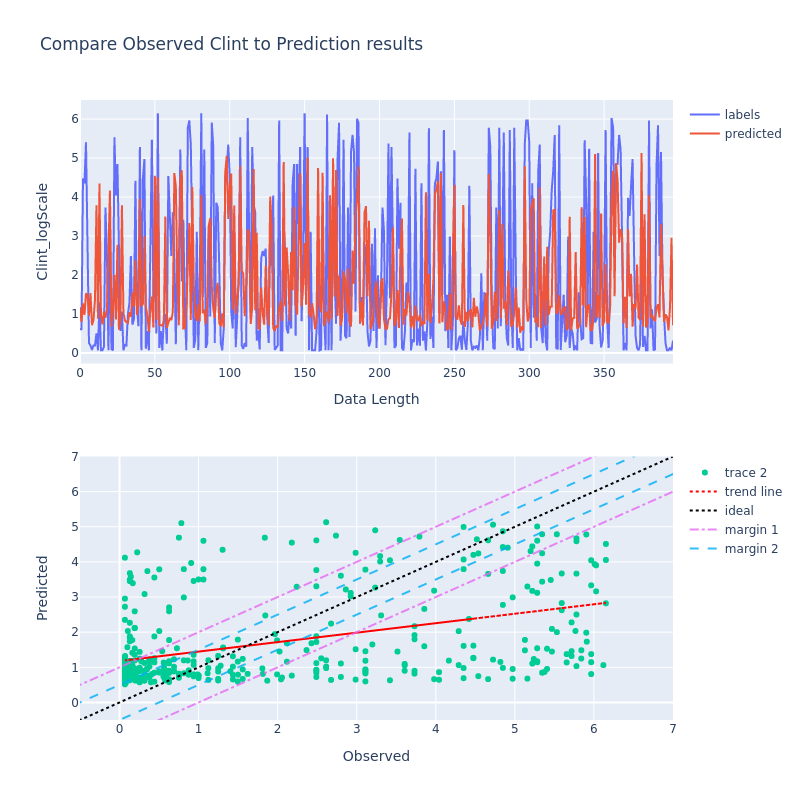 Compare Observed Clint to Prediction results
6
5
4
3
2
1
0
Clint_logScale
0 50 100 150 200 250 300 350
Data Length
labels
predicted
7
6
5
4
3
2
1
0
Predicted
0 1 2 3 4 5 6 7
Observed
trace 2
trend line
ideal
margin 1
margin 2